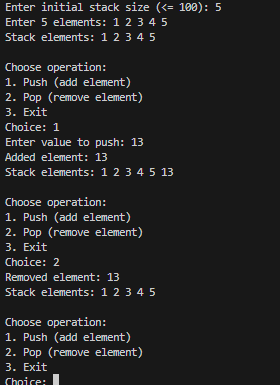 Enter initial stack size (<= 100): 5
Enter 5 elements: 1 2 3 4 5
Stack elements: 1 2 3 4 5

Choose operation:
1. Push (add element)
2. Pop (remove element)
3. Exit
Choice: 1
Enter value to push: 13
Added element: 13
Stack elements: 1 2 3 4 5 13

Choose operation:
1. Push (add element)
2. Pop (remove element)
3. Exit
Choice: 2
Removed element: 13
Stack elements: 1 2 3 4 5

Choose operation:
1. Push (add element)
2. Pop (remove element)
3. Exit
Choice: